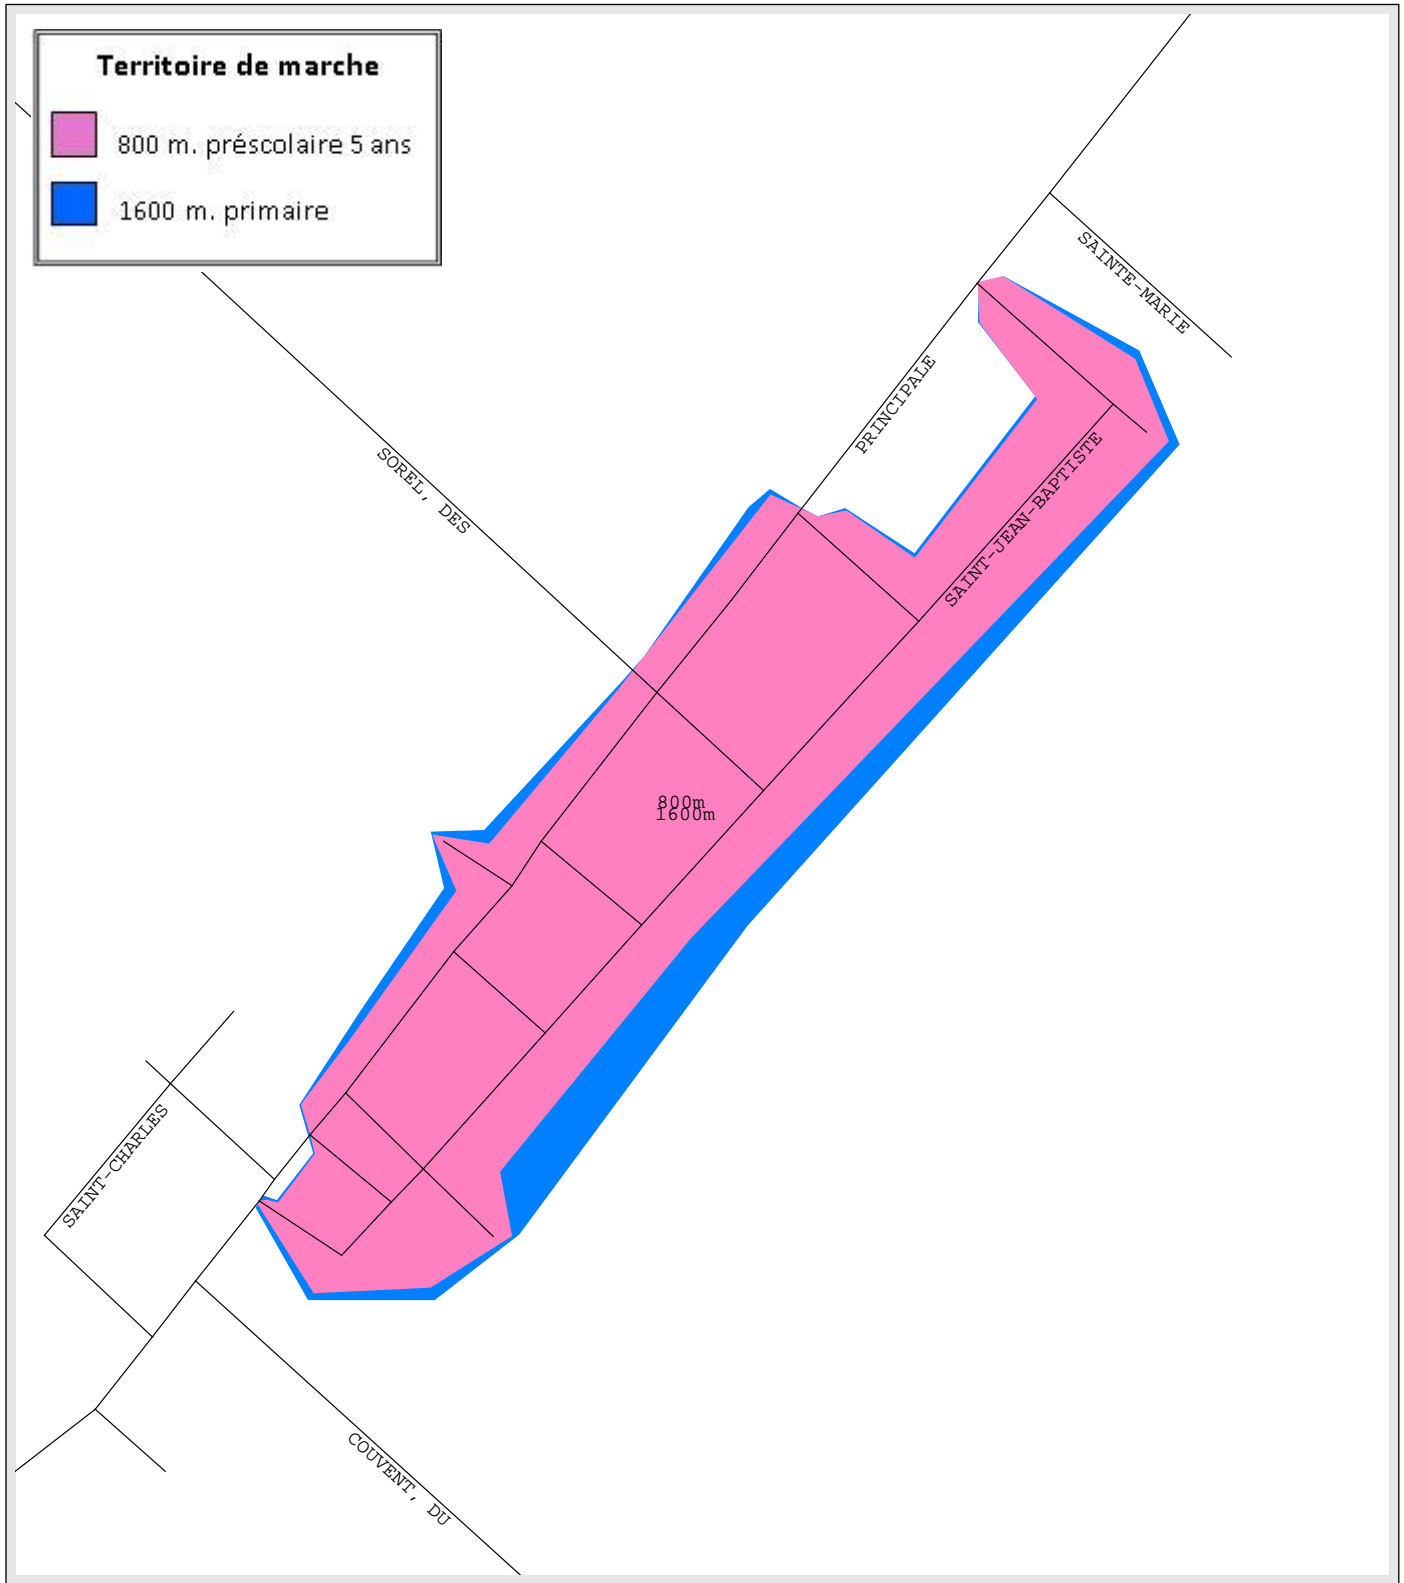 Territoire de marche
800 m. préscolaire 5 ans
1600 m. primaire
SAINTE-MARIE
PRINCIPALE
SOREL, DES
SAINT-JEAN-BAPTISTE
800m
1600m
SAINT-CHARLES
COUVENT, DU